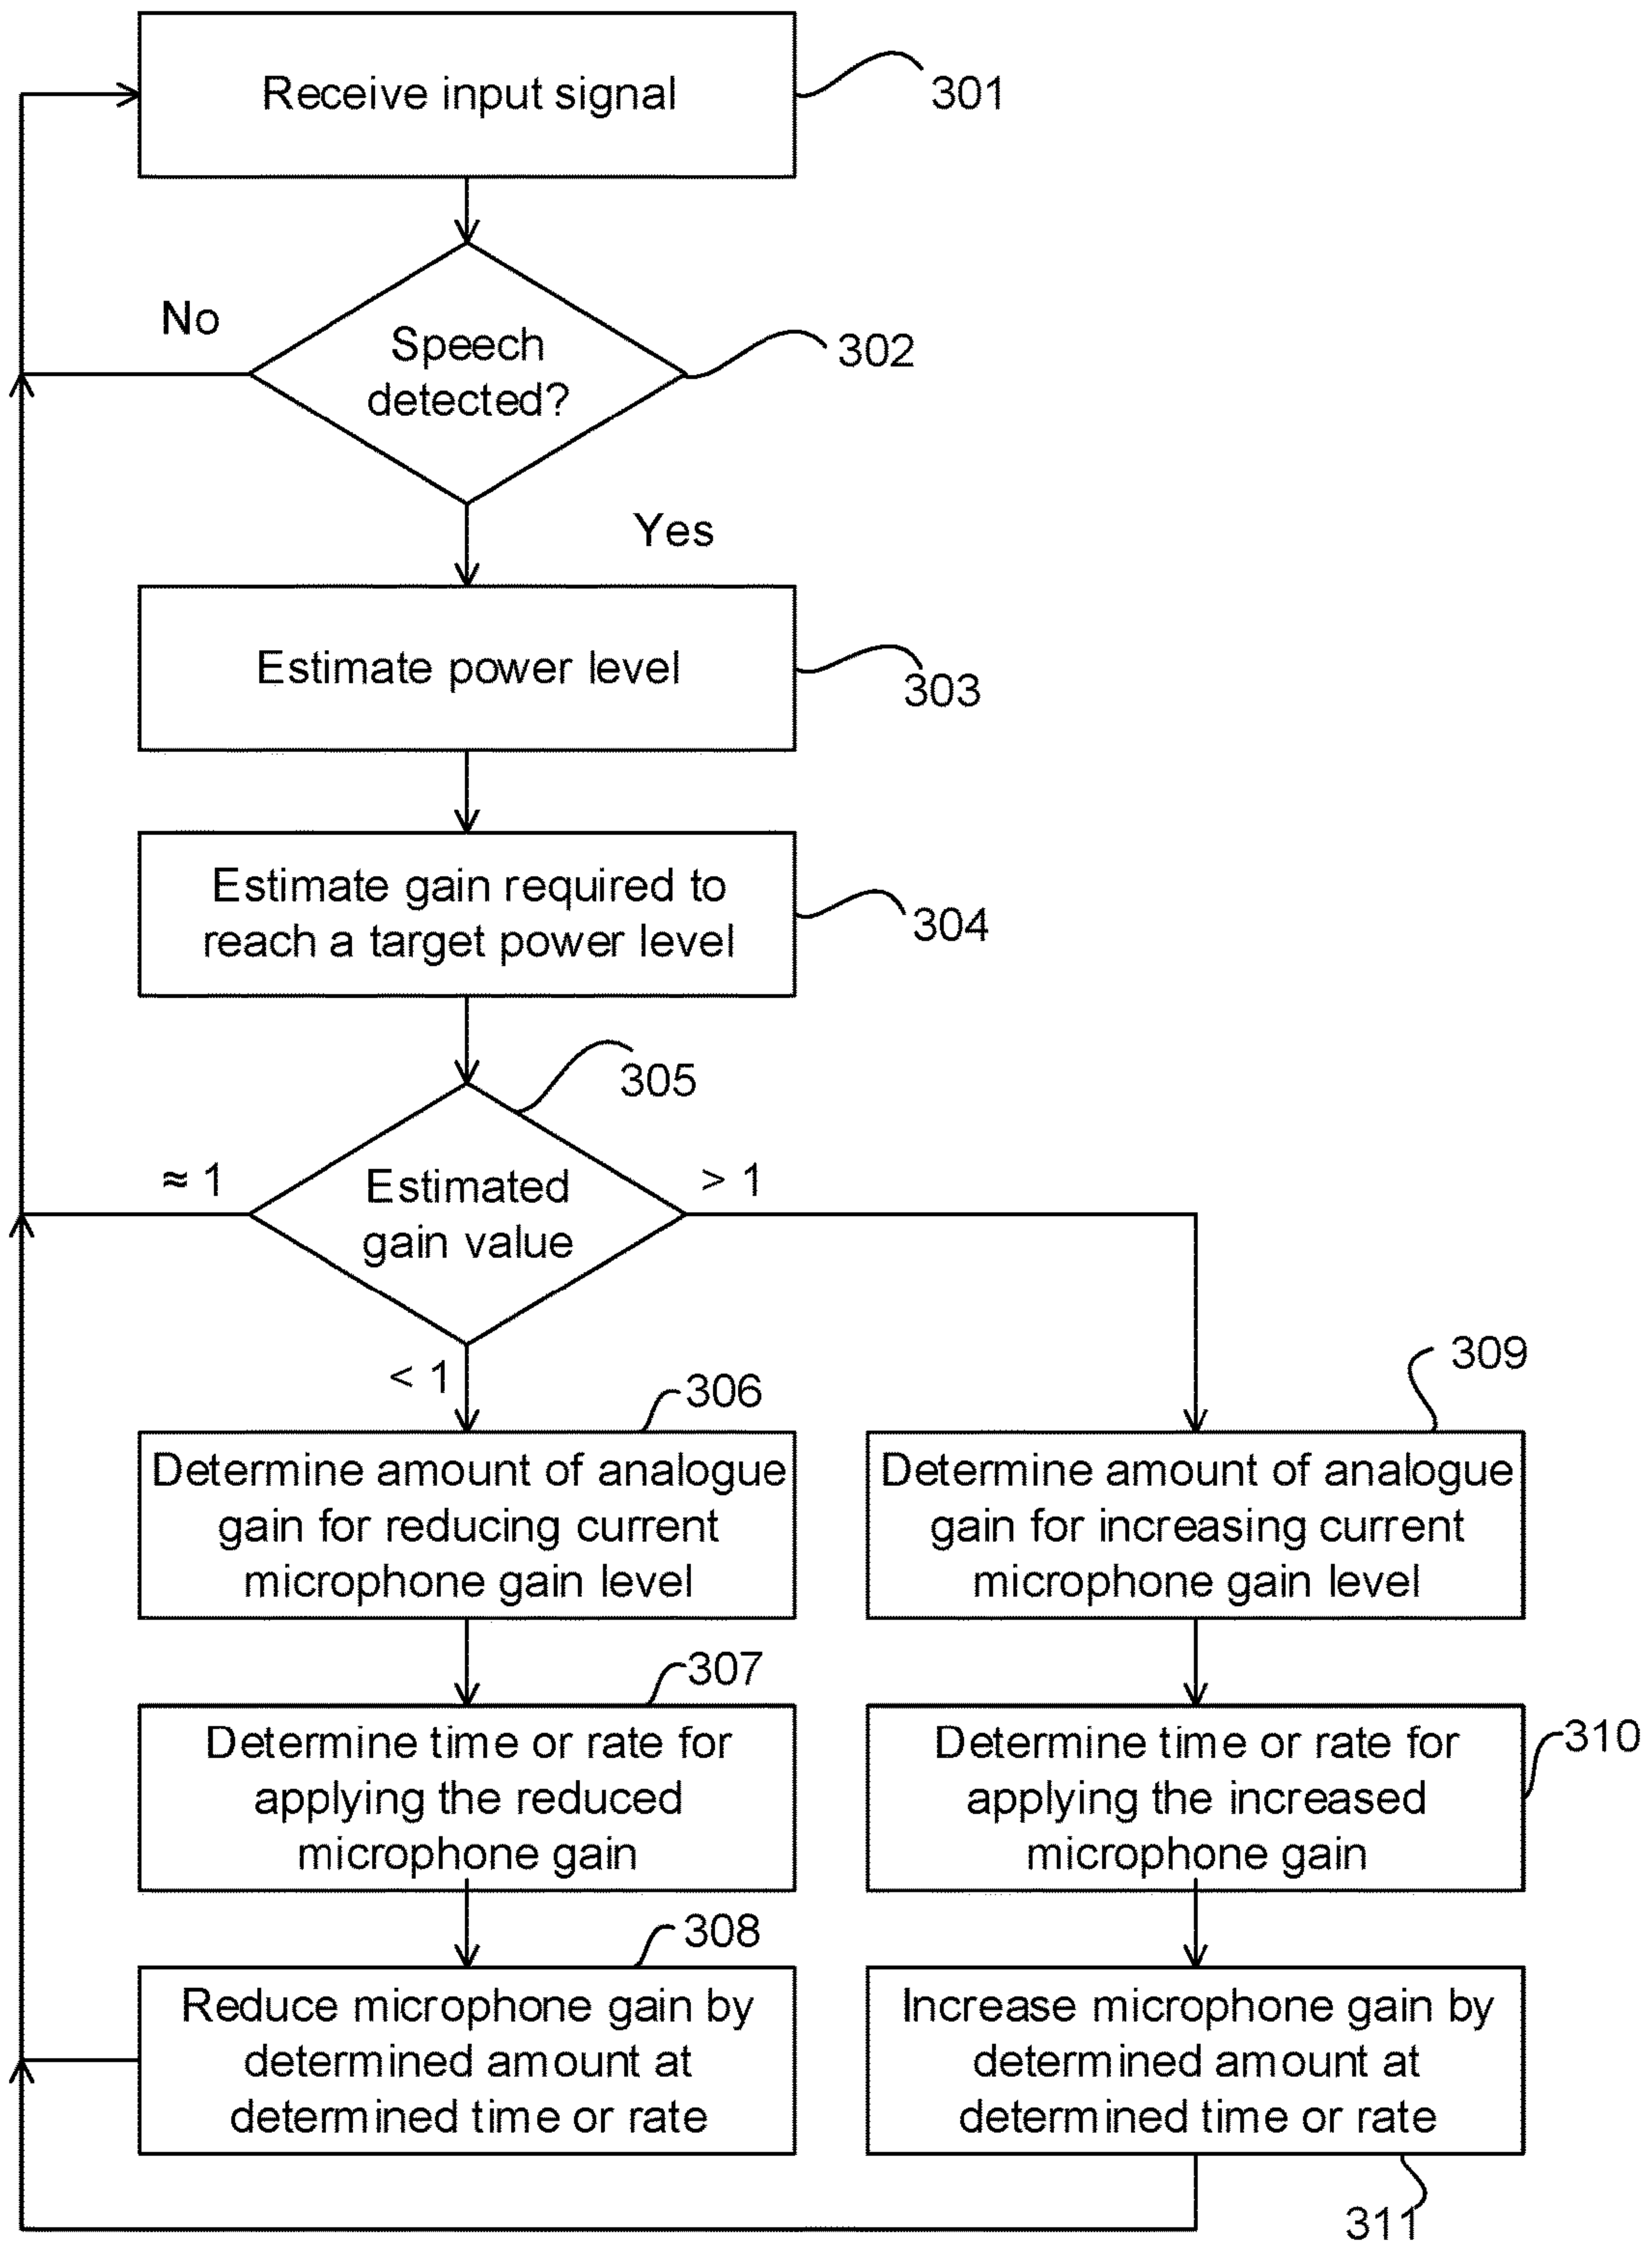 Receive input signal
301
No
Speech
detected?
302
Yes
Estimate power level
303
Estimate gain required to
reach a target power level
304
305
≈ 1
Estimated
gain value
> 1
< 1
306
309
Determine amount of analogue
gain for reducing current
microphone gain level
Determine amount of analogue
gain for increasing current
microphone gain level
307
310
Determine time or rate for
applying the reduced
microphone gain
Determine time or rate for
applying the increased
microphone gain
308
Reduce microphone gain by
determined amount at
determined time or rate
Increase microphone gain by
determined amount at
determined time or rate
311